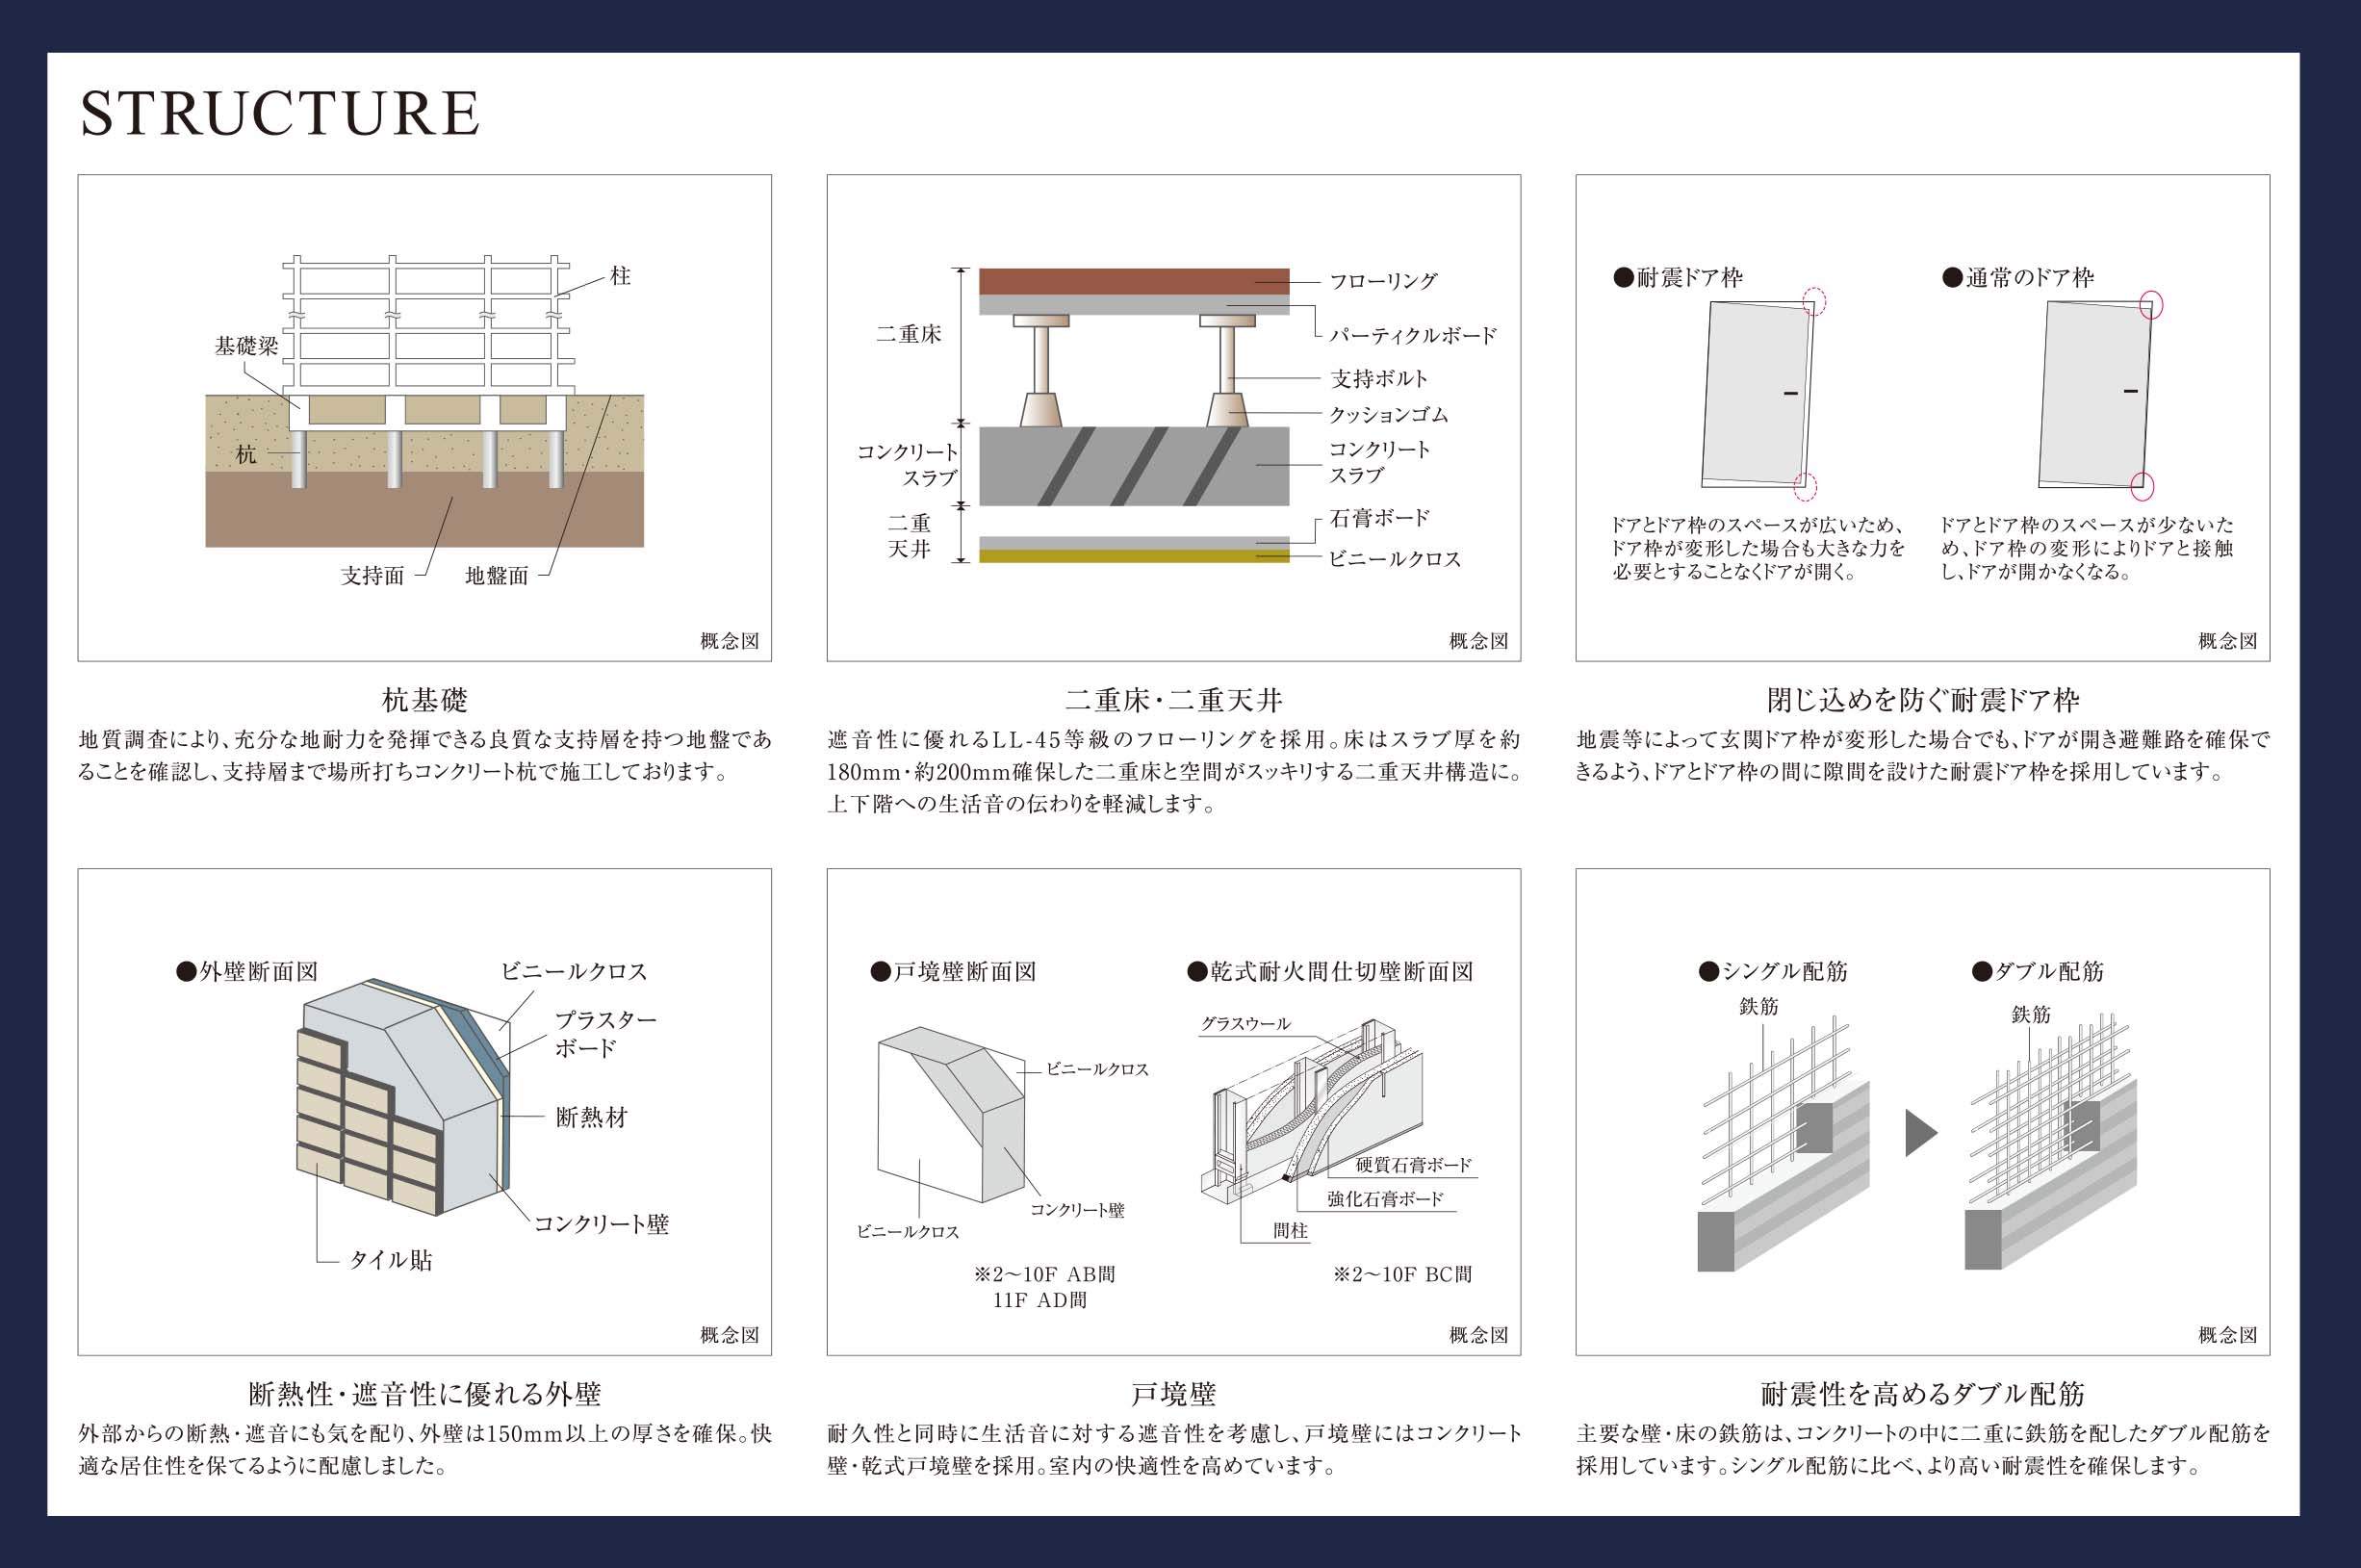 STRUCTURE
柱
基礎梁
杭
支持面
地盤面
概念図
杭基礎
地質調査により、充分な地耐力を発揮できる良質な支持層を持つ地盤であ
ることを確認し、支持層まで場所打ちコンクリート杭で施工しております。
二重床
コンクリート
スラブ
二重
天井
フローリング
パーティクルボード
支持ボルト
クッションゴム
コンクリート
スラブ
石膏ボード
ビニールクロス
概念図
二重床・二重天井
遮音性に優れるLL-45等級のフローリングを採用。床はスラブ厚を約
180mm・約200mm確保した二重床と空間がスッキリする二重天井構造に。
上下階への生活音の伝わりを軽減します。
●耐震ドア枠
ドアとドア枠のスペースが広いため、
ドア枠が変形した場合も大きな力を
必要とすることなくドアが開く。
●通常のドア枠
ドアとドア枠のスペースが少ないた
め、ドア枠の変形によりドアと接触
し、ドアが開かなくなる。
概念図
閉じ込めを防ぐ耐震ドア枠
地震等によって玄関ドア枠が変形した場合でも、ドアが開き避難路を確保で
きるよう、ドアとドア枠の間に隙間を設けた耐震ドア枠を採用しています。
●外壁断面図
ビニールクロス
プラスター
ボード
断熱材
コンクリート壁
タイル貼
概念図
断熱性・遮音性に優れる外壁
外部からの断熱・遮音にも気を配り、外壁は150mm以上の厚さを確保。快
適な居住性を保てるように配慮しました。
●戸境壁断面図
ビニールクロス
コンクリート壁
ビニールクロス
※2〜10F AB間
11F AD間
●乾式耐火間仕切壁断面図
グラスウール
硬質石膏ボード
強化石膏ボード
間柱
※2〜10F BC間
概念図
戸境壁
耐久性と同時に生活音に対する遮音性を考慮し、戸境壁にはコンクリート
壁・乾式戸境壁を採用。室内の快適性を高めています。
●シングル配筋
鉄筋
●ダブル配筋
鉄筋
概念図
耐震性を高めるダブル配筋
主要な壁・床の鉄筋は、コンクリートの中に二重に鉄筋を配したダブル配筋を
採用しています。シングル配筋に比べ、より高い耐震性を確保します。